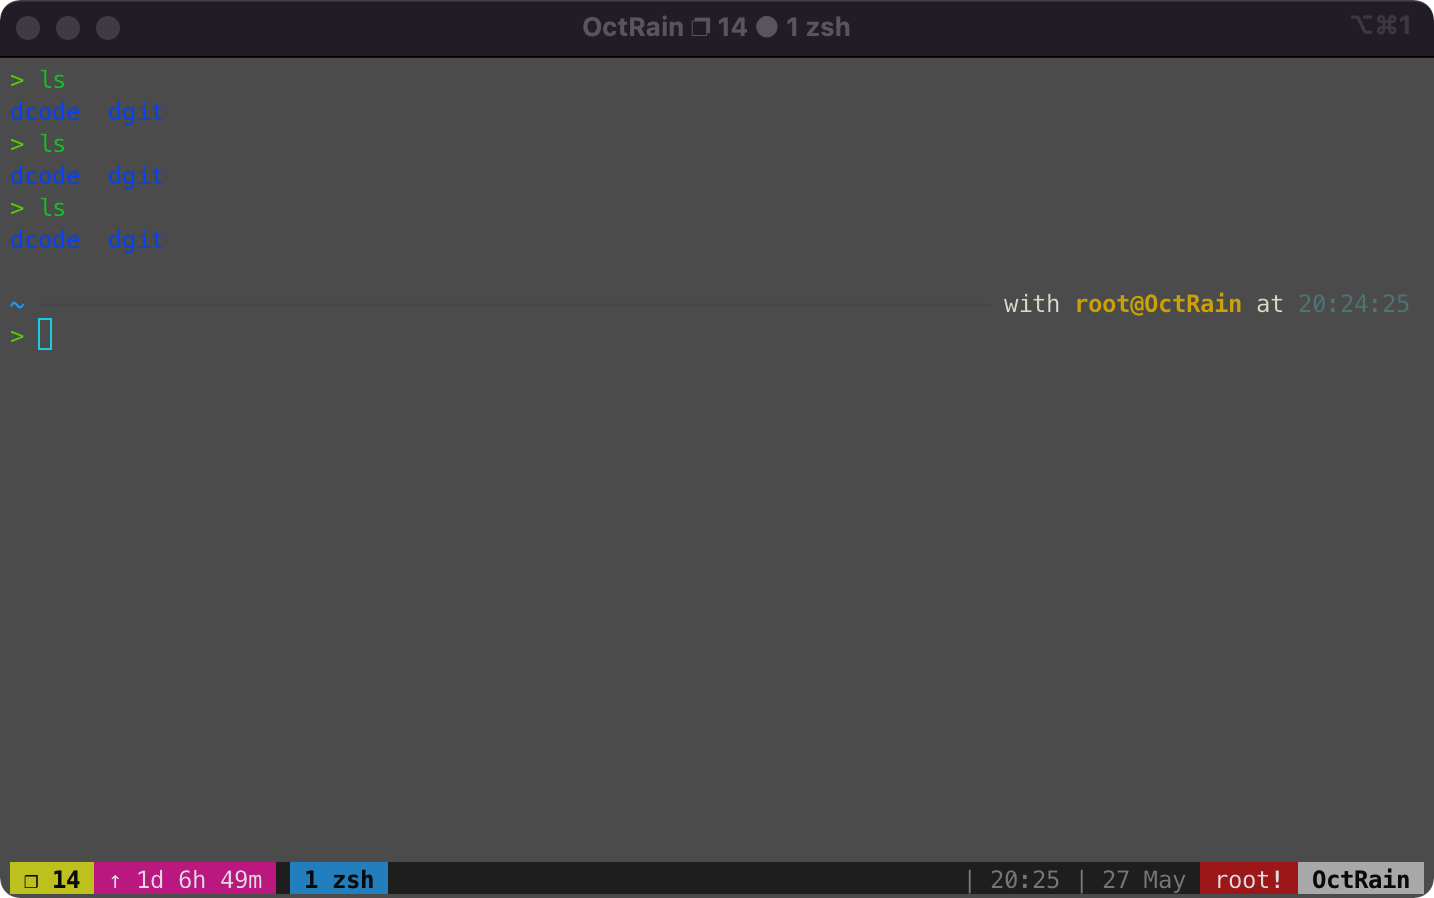 OctRain ❐ 14 ● 1 zsh ⌥⌘1
> ls
dcode dgit
> ls
dcode dgit
> ls
dcode dgit
~ with root@OctRain at 20:24:25
>
❐ 14 ↑ 1d 6h 49m 1 zsh | 20:25 | 27 May root! OctRain